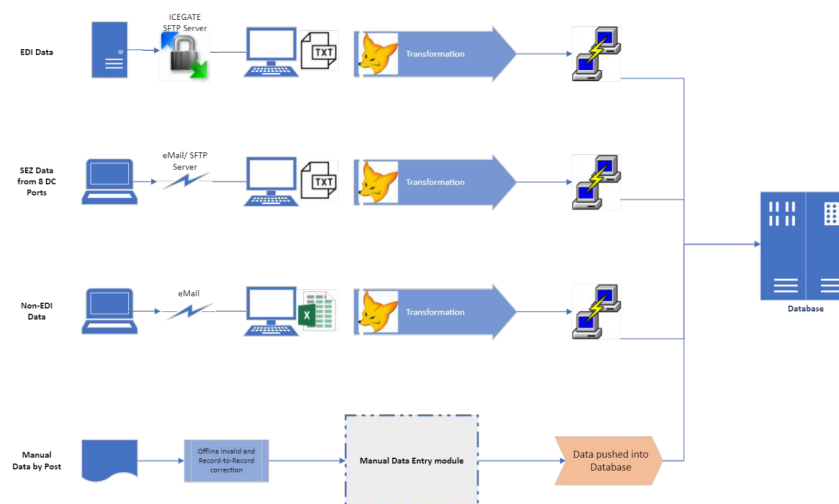 ICEGATE
SFTP Server
EDI Data
TXT
Transformation
eMail/ SFTP
Server
SEZ Data
from 8 DC
Ports
TXT
Transformation
eMail
Non-EDI
Data
X
Transformation
Database
Manual
Data by Post
Offline Invalid and
Record-to-Record
correction
Manual Data Entry module
Data pushed into
Database